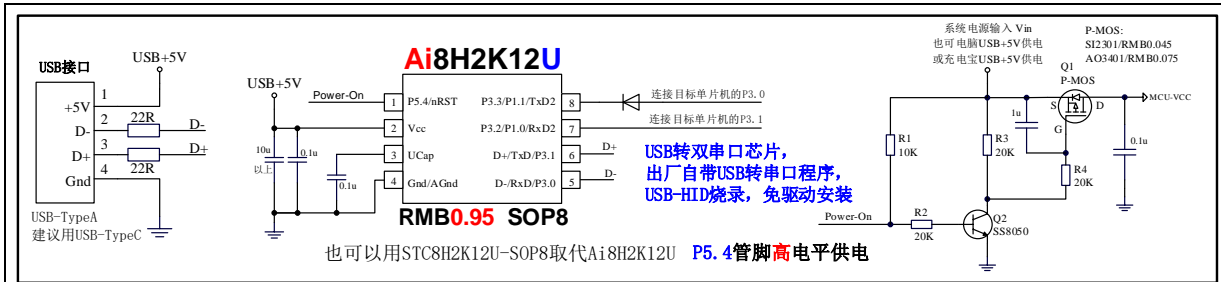 USB接口
USB+5V
+5V
1
D-
2
22R
D-
D+
3
22R
D+
Gnd
4
USB-TypeA
建议用USB-TypeC
USB+5V
10u
以上
0.1u
0.1u
Ai8H2K12U
Power-On
1
P5.4/nRST
2
Vcc
3
UCap
4
Gnd/AGnd
P3.3/P1.1/TxD2
8
连接目标单片机的P3.0
P3.2/P1.0/RxD2
7
连接目标单片机的P3.1
D+/TxD/P3.1
6
D+
D-/RxD/P3.0
5
D-
RMB0.95 SOP8
USB转双串口芯片，
出厂自带USB转串口程序，
USB-HID烧录，免驱动安装
也可以用STC8H2K12U-SOP8取代Ai8H2K12U P5.4管脚高电平供电
系统电源输入 Vin
也可电脑USB+5V供电
或充电宝USB+5V供电
P-MOS:
SI2301/RMB0.045
AO3401/RMB0.075
Q1
P-MOS
S
D
G
MCU-VCC
1u
0.1u
R1
10K
R3
20K
R4
20K
Power-On
R2
20K
Q2
SS8050